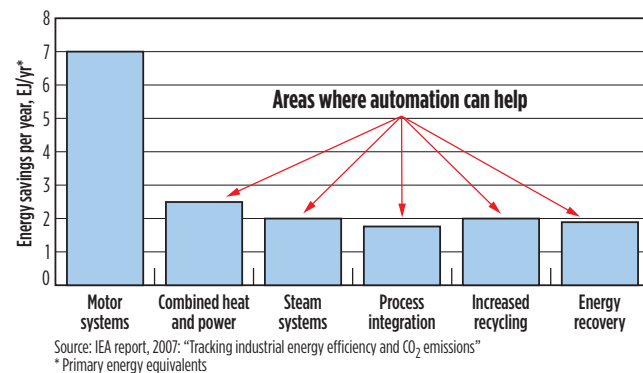 8
7
6
5
4
3
2
1
0
Energy savings per year, EJ/yr*
Areas where automation can help
Motor
systems
Combined heat
and power
Steam
systems
Process
integration
Increased
recycling
Energy
recovery
Source: IEA report, 2007: “Tracking industrial energy efficiency and CO₂ emissions”
* Primary energy equivalents